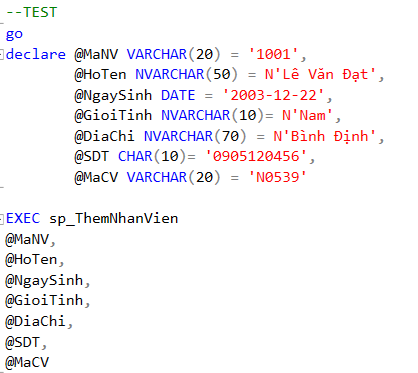 --TEST
go
declare @MaNV VARCHAR(20) = '1001',
@HoTen NVARCHAR(50) = N'Lê Văn Đạt',
@NgaySinh DATE = '2003-12-22',
@GioiTinh NVARCHAR(10)= N'Nam',
@DiaChi NVARCHAR(70) = N'Bình Định',
@SDT CHAR(10)= '0905120456',
@MaCV VARCHAR(20) = 'N0539'
EXEC sp_ThemNhanVien
@MaNV,
@HoTen,
@NgaySinh,
@GioiTinh,
@DiaChi,
@SDT,
@MaCV